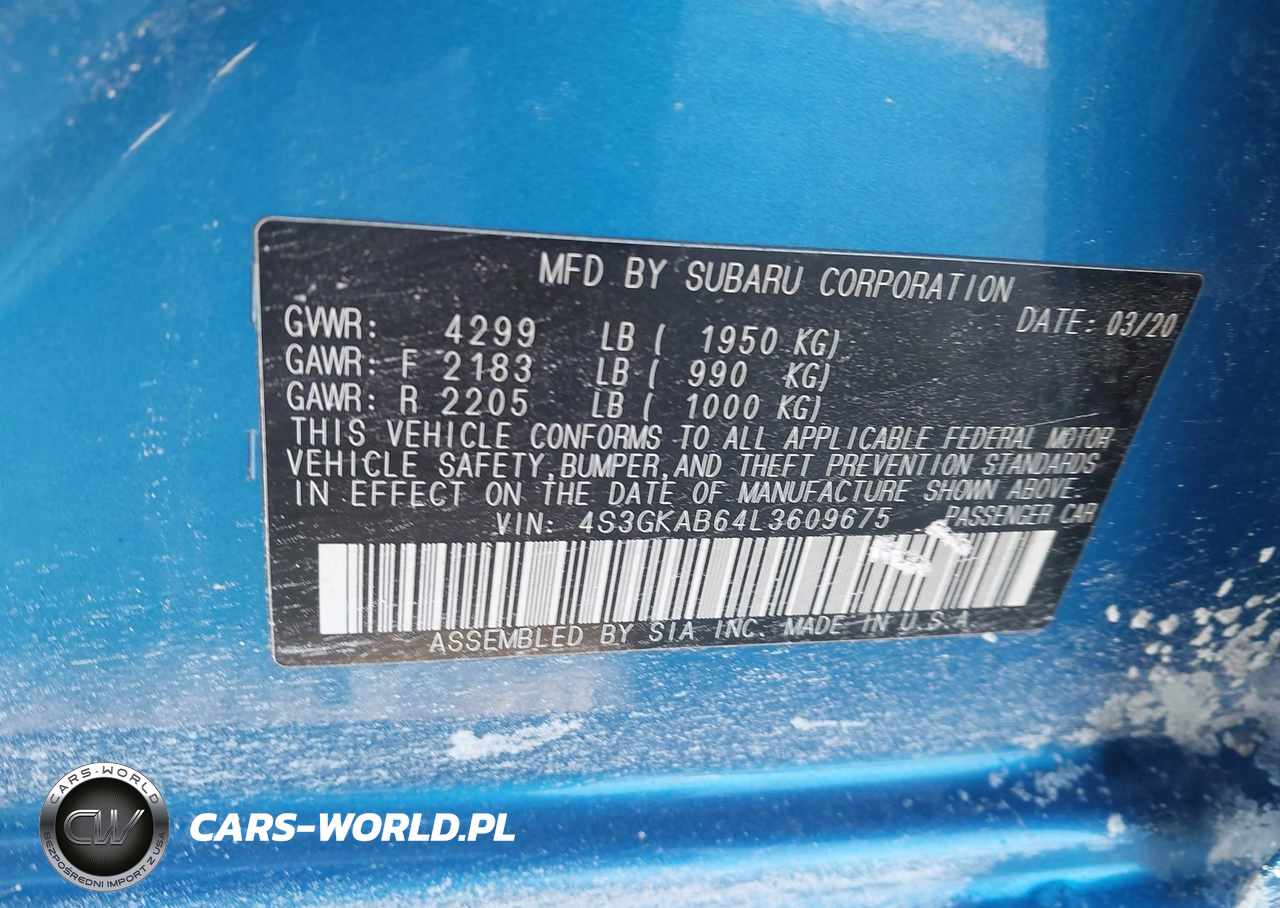 MFD BY SUBARU CORPORATION
DATE: 03/20
GVWR: 4299 LB ( 1950 KG)
GAWR: F 2183 LB ( 990 KG)
GAWR: R 2205 LB ( 1000 KG)
THIS VEHICLE CONFORMS TO ALL APPLICABLE FEDERAL MOTOR
VEHICLE SAFETY,BUMPER,AND THEFT PREVENTION STANDARDS
IN EFFECT ON THE DATE OF MANUFACTURE SHOWN ABOVE.
VIN: 4S3GKAB64L3609675 PASSENGER CAR
ASSEMBLED BY SIA INC. MADE IN U.S.A
CARS-WORLD
CW
BEZPOŚREDNI IMPORT Z USA
CARS-WORLD.PL